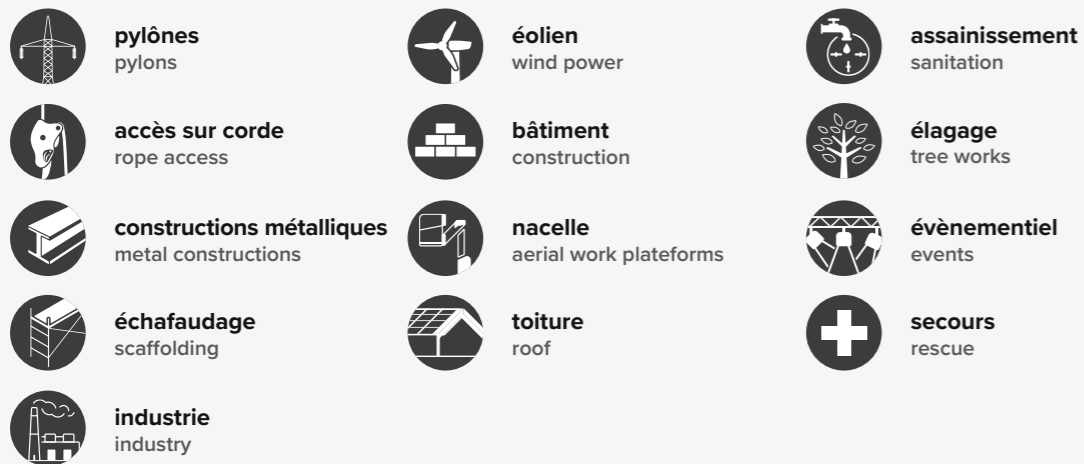 pylônes
pylons
accès sur corde
rope access
constructions métalliques
metal constructions
échafaudage
scaffolding
industrie
industry
éolien
wind power
bâtiment
construction
nacelle
aerial work plateforms
toiture
roof
assainissement
sanitation
élagage
tree works
évènementiel
events
secours
rescue